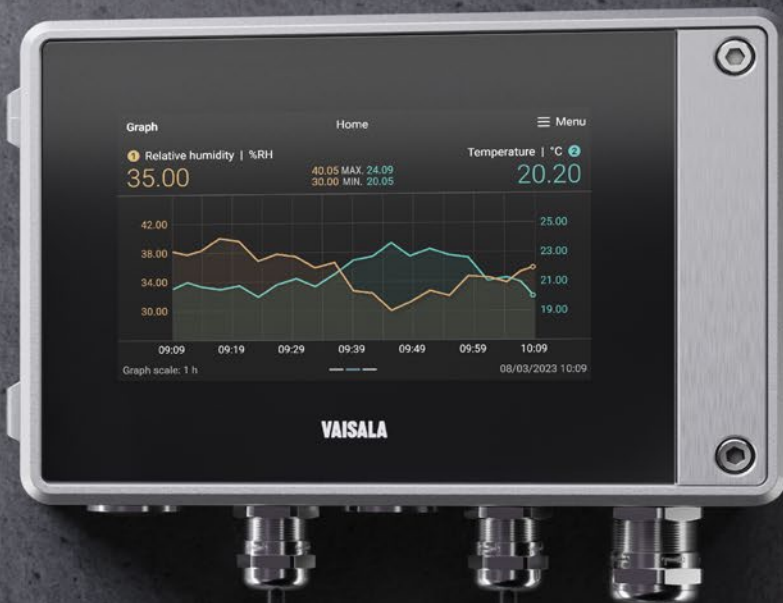 Graph Home ☰ Menu
1 Relative humidity | %RH
Temperature | °C 2
35.00
40.05 MAX. 24.09
30.00 MIN. 20.05
20.20
42.00
38.00
34.00
30.00
25.00
23.00
21.00
19.00
09:09 09:19 09:29 09:39 09:49 09:59 10:09
Graph scale: 1 h
08/03/2023 10:09
VAISALA